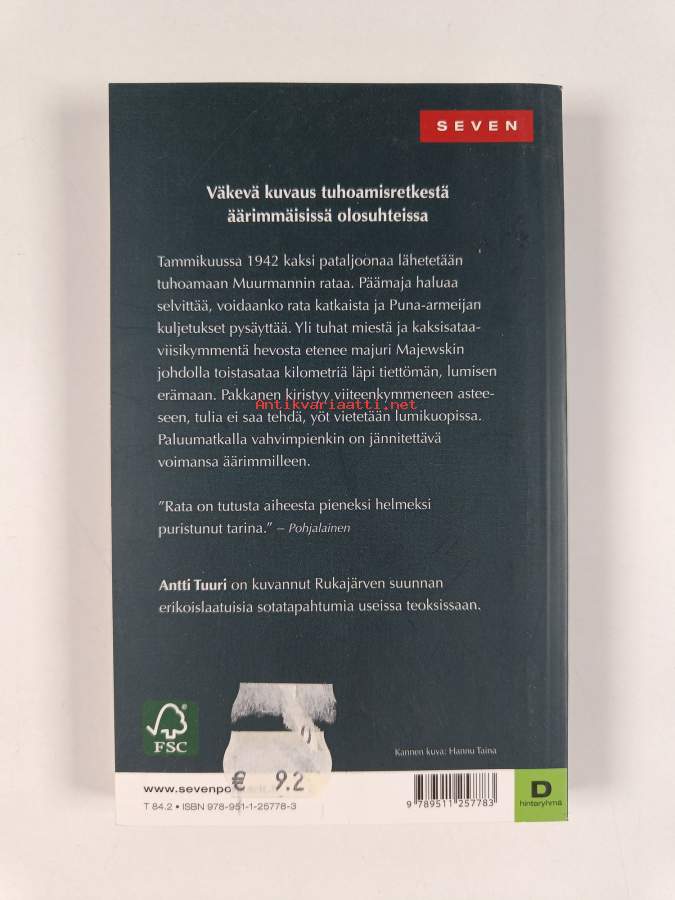 SEVEN
Väkevä kuvaus tuhoamisretkestä
äärimmäisissä olosuhteissa
Tammikuussa 1942 kaksi pataljoonaa lähetetään
tuhoamaan Muurmannin rataa. Päämaja haluaa
selvittää, voidaanko rata katkaista ja Puna-armeijan
kuljetukset pysäyttää. Yli tuhat miestä ja kaksisataa-
viisikymmentä hevosta etenee majuri Majewskin
johdolla toistasataa kilometriä läpi tiettömän, lumisen
erämaan. Pakkanen kiristyy viiteenkymmeneen astee-
Antikvariaatti.net
seen, tulia ei saa tehdä, yöt vietetään lumikuopissa.
Paluumatkalla vahvimpienkin on jännitettävä
voimansa äärimmilleen.
”Rata on tutusta aiheesta pieneksi helmeksi
puristunut tarina.” – Pohjalainen
Antti Tuuri on kuvannut Rukajärven suunnan
erikoislaatuisia sotatapahtumia useissa teoksissaan.
FSC
Kannen kuva: Hannu Taina
€ 9.2
T 84.2 • ISBN 978-951-1-25778-3
9 789511 257783
D
hintaryhmä